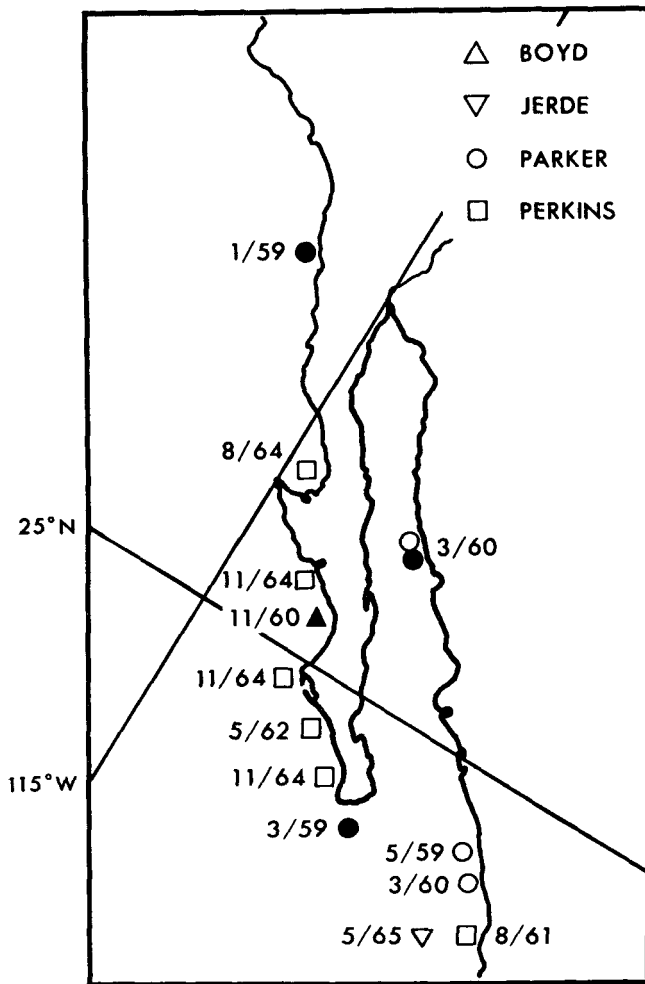 BOYD
JERDE
PARKER
PERKINS
1/59
8/64
25°N
3/60
11/64
11/60
11/64
5/62
115°W
11/64
3/59
5/59
3/60
5/65
8/61